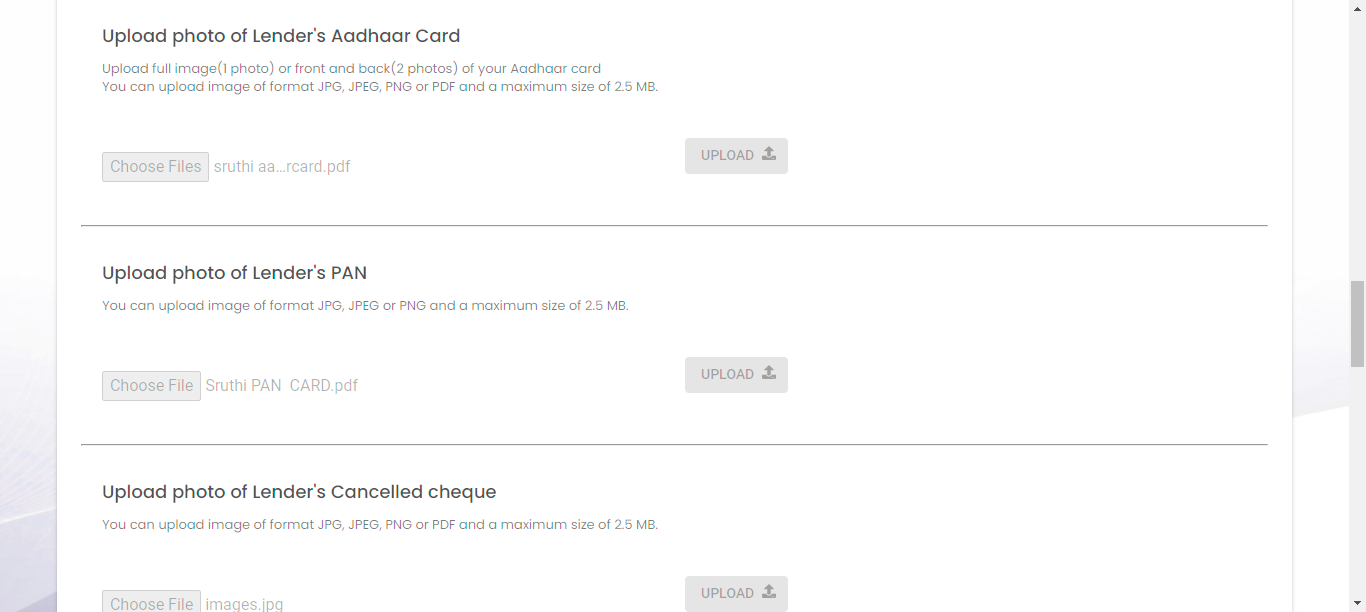 Upload photo of Lender's Aadhaar Card
Upload full image(1 photo) or front and back(2 photos) of your Aadhaar card
You can upload image of format JPG, JPEG, PNG or PDF and a maximum size of 2.5 MB.
UPLOAD
Choose Files sruthi aa...rcard.pdf
Upload photo of Lender's PAN
You can upload image of format JPG, JPEG or PNG and a maximum size of 2.5 MB.
UPLOAD
Choose File Sruthi PAN  CARD.pdf
Upload photo of Lender's Cancelled cheque
You can upload image of format JPG, JPEG, PNG or PDF and a maximum size of 2.5 MB.
UPLOAD
Choose File images.jpg